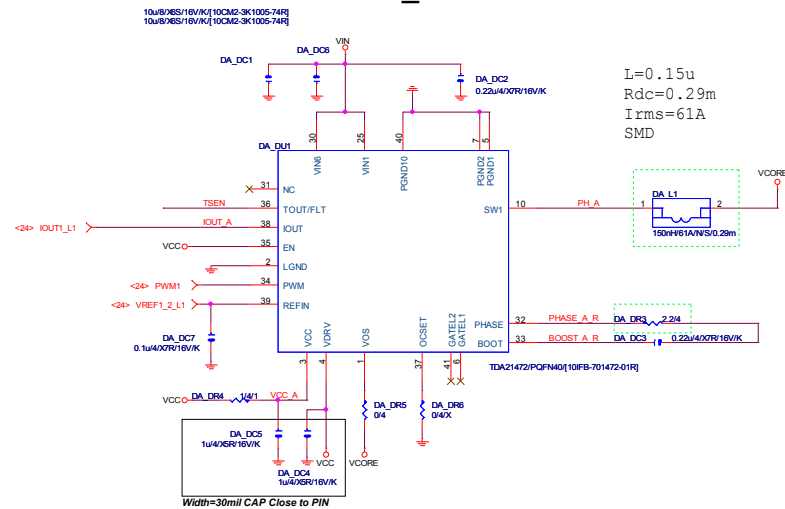 10u/8/X6S/16V/K/[10CM2-3K1005-74R]
10u/8/X6S/16V/K/[10CM2-3K1005-74R]
VIN
DA_DC1
DA_DC6
DA_DC2
0.22u/4/X7R/16V/K
L=0.15u
Rdc=0.29m
Irms=61A
SMD
DA_DU1
30
25
40
7
5
VIN6
VIN1
PGND10
PGND2
PGND1
31
NC
TSEN
36
TOUT/FLT
<24> IOUT1_L1
IOUT_A
38
IOUT
VCC
35
EN
2
LGND
<24> PWM1
34
PWM
<24> VREF1_2_L1
39
REFIN
SW1
10
PH_A
1
DA_L1
2
150nH/61A/N/S/0.29m
VCORE
PHASE
32
PHASE_A_R
DA_DR3
2.2/4
BOOT
33
BOOST_A_R
DA_DC3
0.22u/4/X7R/16V/K
DA_DC7
0.1u/4/X7R/16V/K
VCC
VDRV
VOS
OCSET
GATEL2
GATEL1
3
4
1
37
41
6
TDA21472/PQFN40/[10IFB-701472-01R]
VCC
DA_DR4
1/4/1
VCC_A
DA_DR5
0/4
DA_DR6
0/4/X
DA_DC5
1u/4/X5R/16V/K
DA_DC4
1u/4/X5R/16V/K
VCC
VCORE
Width=30mil CAP Close to PIN